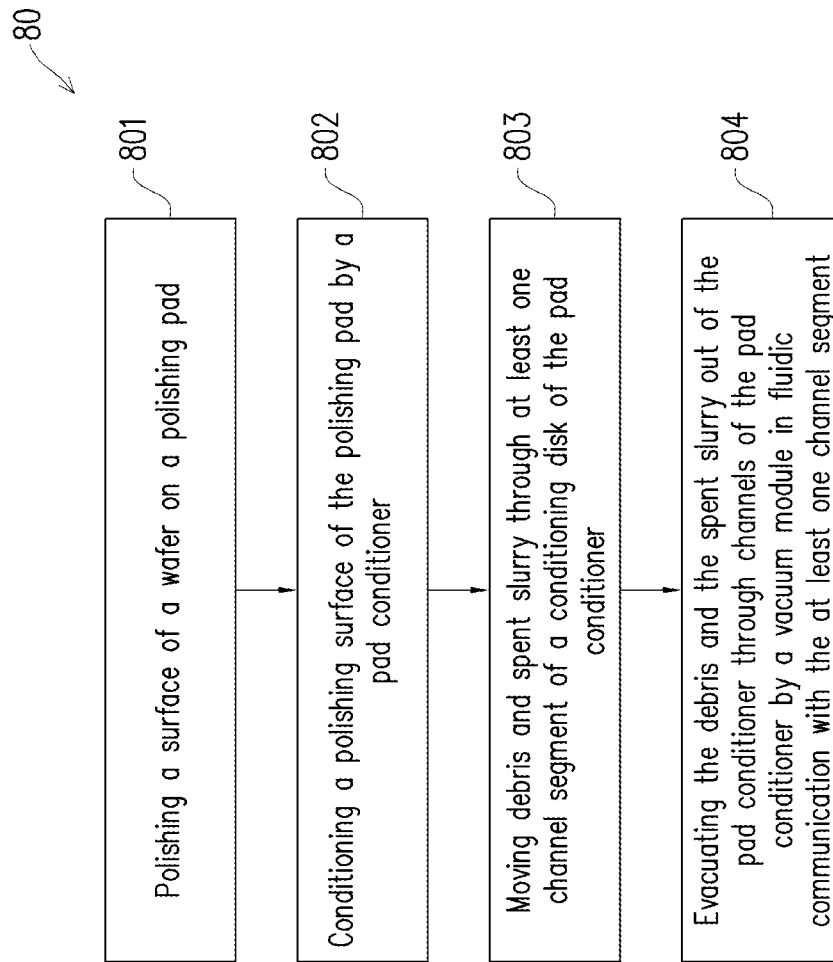 80
801
Polishing a surface of a wafer on a polishing pad
802
Conditioning a polishing surface of the polishing pad by a
pad conditioner
803
Moving debris and spent slurry through at least one
channel segment of a conditioning disk of the pad
conditioner
804
Evacuating the debris and the spent slurry out of the
pad conditioner through channels of the pad
conditioner by a vacuum module in fluidic
communication with the at least one channel segment